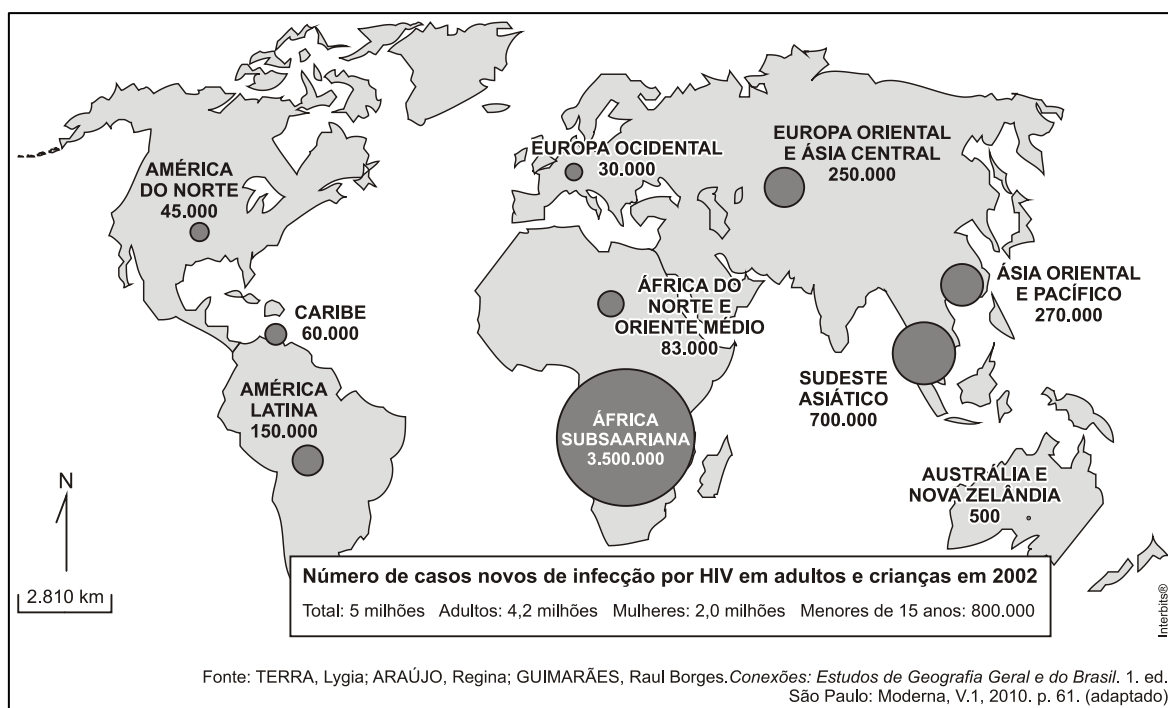 AMÉRICA
DO NORTE
45.000
EUROPA OCIDENTAL
30.000
EUROPA ORIENTAL
E ÁSIA CENTRAL
250.000
CARIBE
60.000
ÁFRICA DO
NORTE E
ORIENTE MÉDIO
83.000
ÁSIA ORIENTAL
E PACÍFICO
270.000
AMÉRICA
LATINA
150.000
ÁFRICA
SUBSAARIANA
3.500.000
SUDESTE
ASIÁTICO
700.000
AUSTRÁLIA E
NOVA ZELÂNDIA
500
N
2.810 km
Número de casos novos de infecção por HIV em adultos e crianças em 2002
Total: 5 milhões Adultos: 4,2 milhões Mulheres: 2,0 milhões Menores de 15 anos: 800.000
Interbits®
Fonte: TERRA, Lygia; ARAÚJO, Regina; GUIMARÃES, Raul Borges.Conexões: Estudos de Geografia Geral e do Brasil. 1. ed.
São Paulo: Moderna, V.1, 2010. p. 61. (adaptado)